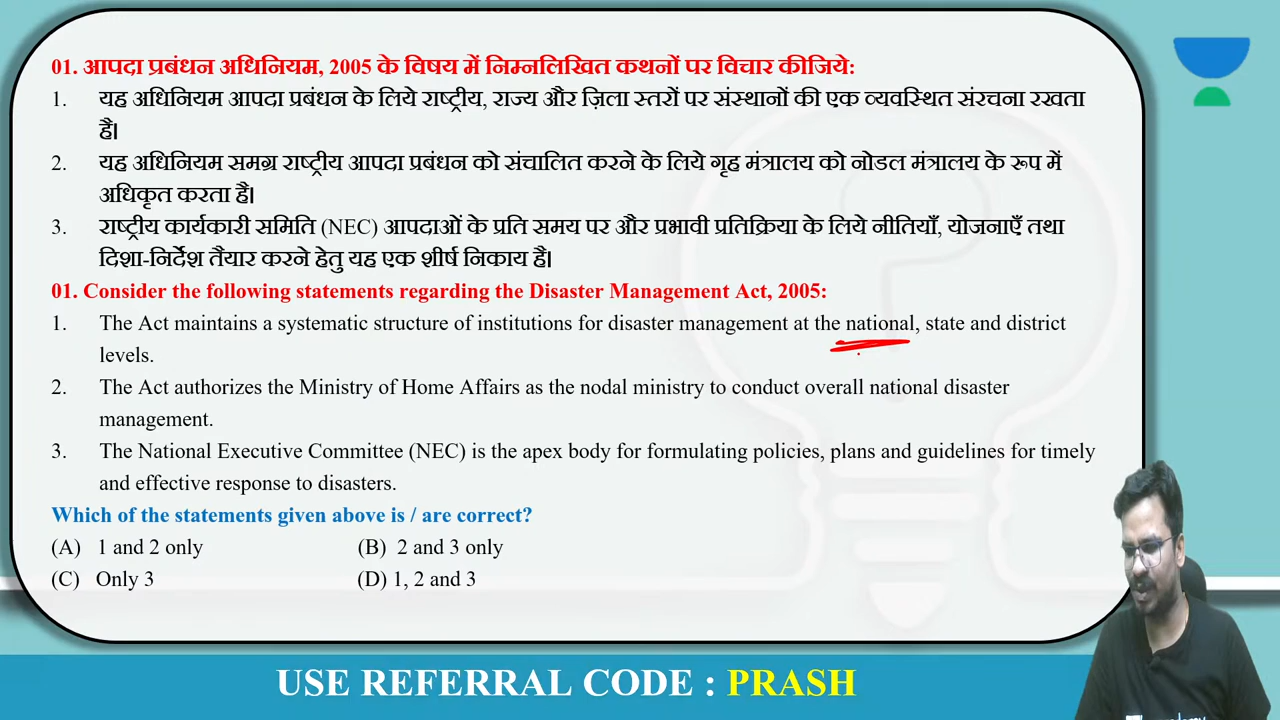 01. आपदा प्रबंधन अधिनियम, 2005 के विषय में निम्नलिखित कथनों पर विचार कीजिये:
1. यह अधिनियम आपदा प्रबंधन के लिये राष्ट्रीय, राज्य और ज़िला स्तरों पर संस्थानों की एक व्यवस्थित संरचना रखता
है।
2. यह अधिनियम समग्र राष्ट्रीय आपदा प्रबंधन को संचालित करने के लिये गृह मंत्रालय को नोडल मंत्रालय के रूप में
अधिकृत करता है।
3. राष्ट्रीय कार्यकारी समिति (NEC) आपदाओं के प्रति समय पर और प्रभावी प्रतिक्रिया के लिये नीतियाँ, योजनाएँ तथा
दिशा-निर्देश तैयार करने हेतु यह एक शीर्ष निकाय है।
01. Consider the following statements regarding the Disaster Management Act, 2005:
1. The Act maintains a systematic structure of institutions for disaster management at the national, state and district
levels.
2. The Act authorizes the Ministry of Home Affairs as the nodal ministry to conduct overall national disaster
management.
3. The National Executive Committee (NEC) is the apex body for formulating policies, plans and guidelines for timely
and effective response to disasters.
Which of the statements given above is / are correct?
(A) 1 and 2 only (B) 2 and 3 only
(C) Only 3 (D) 1, 2 and 3
USE REFERRAL CODE : PRASH